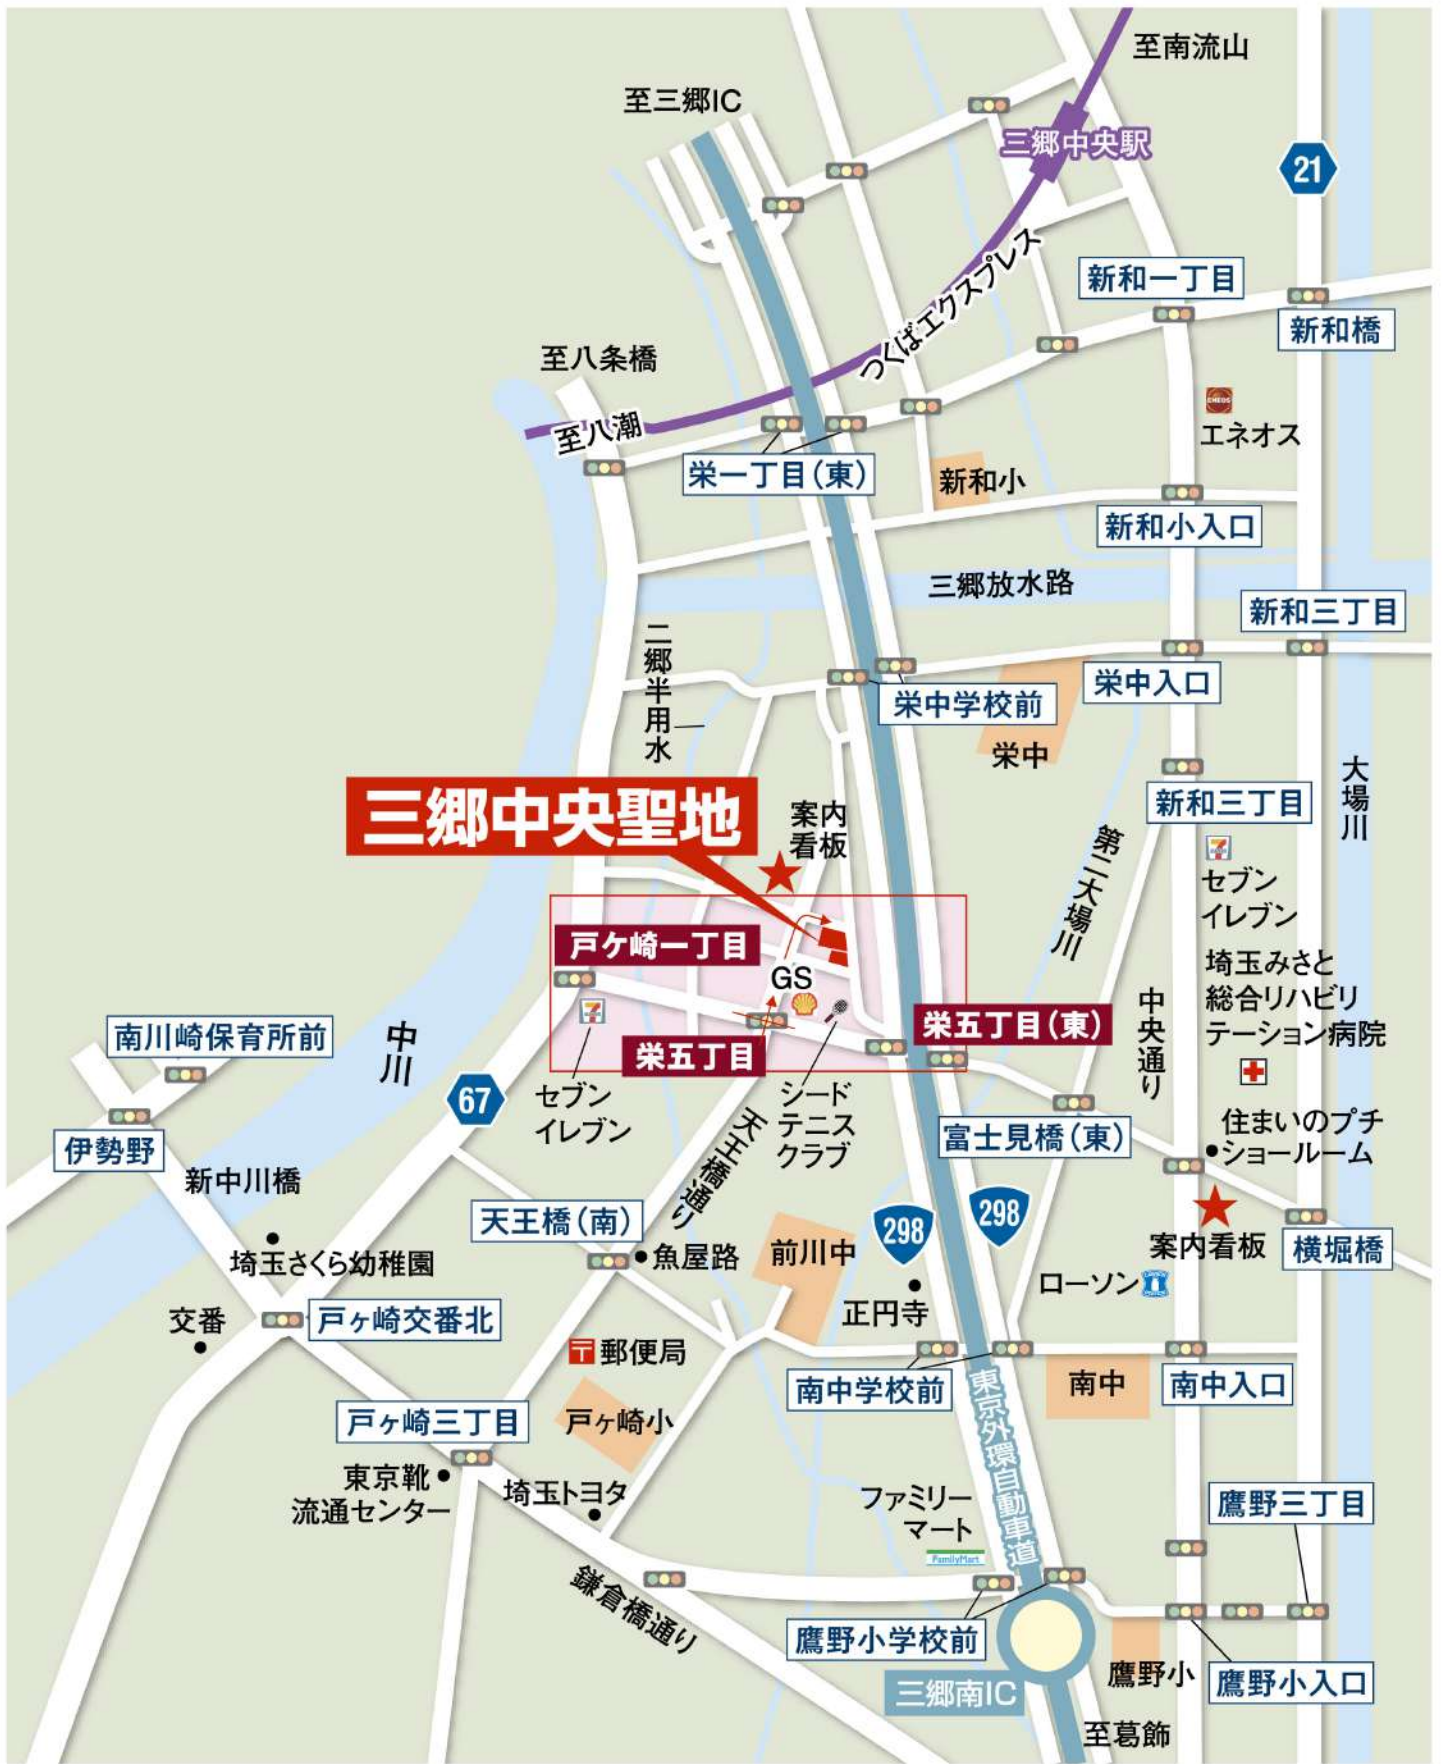 至南流山
至三郷IC
三郷中央駅
21
つくばエクスプレス
新和一丁目
新和橋
至八条橋
至八潮
ENEOS
エネオス
栄一丁目（東）
新和小
新和小入口
三郷放水路
新和三丁目
二郷半用水
栄中学校前
栄中入口
栄中
大場川
三郷中央聖地
案内
看板
新和三丁目
第二大場川
セブン
イレブン
戸ケ崎一丁目
GS
埼玉みさと
総合リハビリ
テーション病院
中央通り
栄五丁目（東）
南川崎保育所前
中川
栄五丁目
67
セブン
イレブン
シード
テニス
クラブ
天王橋通り
富士見橋（東）
住まいのプチ
ショールーム
伊勢野
新中川橋
天王橋（南）
298
298
埼玉さくら幼稚園
魚屋路
前川中
案内看板
横堀橋
ローソン
正円寺
交番
戸ヶ崎交番北
郵便局
南中学校前
南中
南中入口
戸ヶ崎三丁目
戸ヶ崎小
東京外環自動車道
東京靴
流通センター
埼玉トヨタ
ファミリー
マート
FamilyMart
鷹野三丁目
鎌倉橋通り
鷹野小学校前
三郷南IC
鷹野小
鷹野小入口
至葛飾